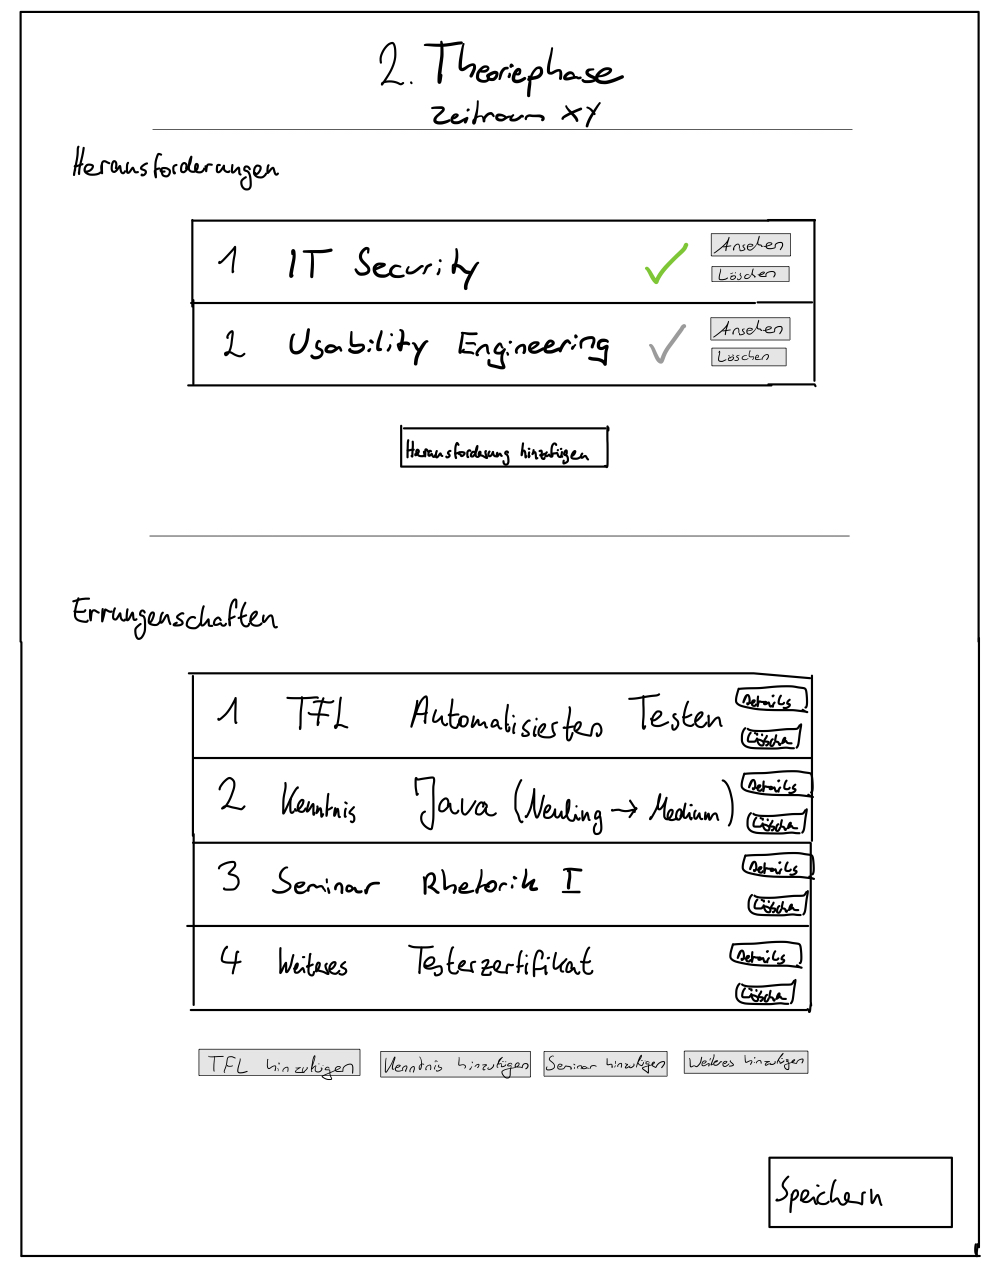 2. Theoriephase
Zeitraum XY
Herausforderungen
1 IT Security
Ansehen
Löschen
2 Usability Engineering
Ansehen
Löschen
Herausforderung hinzufügen
Errungenschaften
1 TFL Automatisiertes Testen
Details
Löschen
2 Kenntnis Java (Neuling → Medium)
Details
Löschen
3 Seminar Rhetorik I
Details
Löschen
4 Weiteres Testerzertifikat
Details
Löschen
TFL hinzufügen Kenntnis hinzufügen Seminar hinzufügen Weiteres hinzufügen
Speichern